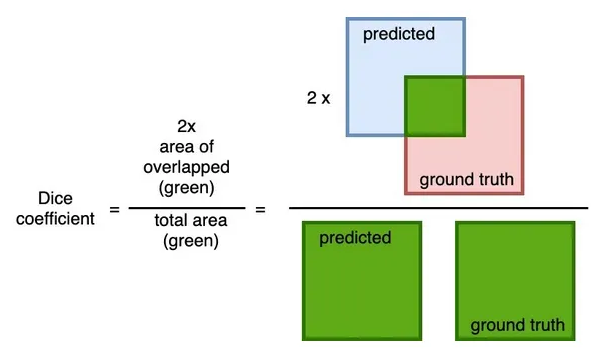 predicted
2 x
ground truth
Dice
coefficient
=
2x
area of
overlapped
(green)
total area
(green)
=
predicted
ground truth